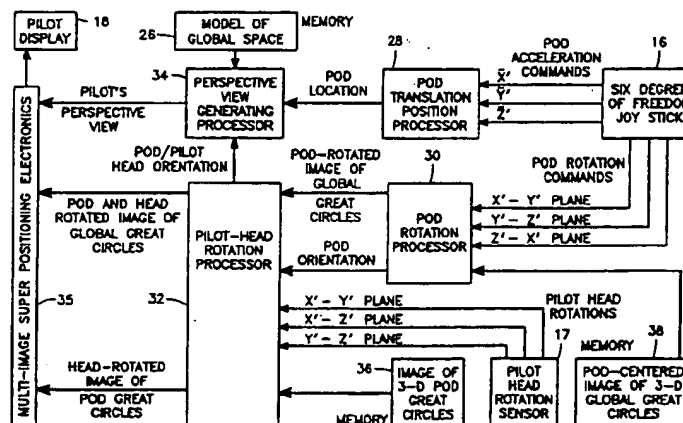 PILOT
DISPLAY
18
26
MODEL OF
GLOBAL SPACE
MEMORY
34
PERSPECTIVE
VIEW
GENERATING
PROCESSOR
PILOT'S
PERSPECTIVE
VIEW
POD
LOCATION
28
POD
TRANSLATION
POSITION
PROCESSOR
POD
ACCELERATION
COMMANDS
Ẍ'
Ÿ'
Z̈'
16
SIX DEGREE
OF FREEDOM
JOY STICK
POD/PILOT
HEAD ORENTATION
POD-ROTATED
IMAGE OF
GLOBAL
GREAT
CIRCLES
30
POD
ROTATION
PROCESSOR
POD ROTATION
COMMANDS
X' - Y' PLANE
Y' - Z' PLANE
Z' - X' PLANE
POD AND HEAD
ROTATED IMAGE OF
GLOBAL GREAT
CIRCLES
PILOT-HEAD
ROTATION
PROCESSOR
POD
ORIENTATION
MULTI-IMAGE SUPER POSITIONING ELECTRONICS
35
32
X' - Y' PLANE
X' - Z' PLANE
Y' - Z' PLANE
PILOT HEAD
ROTATIONS
17
MEMORY
38
HEAD-ROTATED
IMAGE OF
POD GREAT
CIRCLES
36
IMAGE OF
3-D POD
GREAT
CIRCLES
MEMORY
PILOT
HEAD
ROTATION
SENSOR
POD-CENTERED
IMAGE OF 3-D
GLOBAL GREAT
CIRCLES